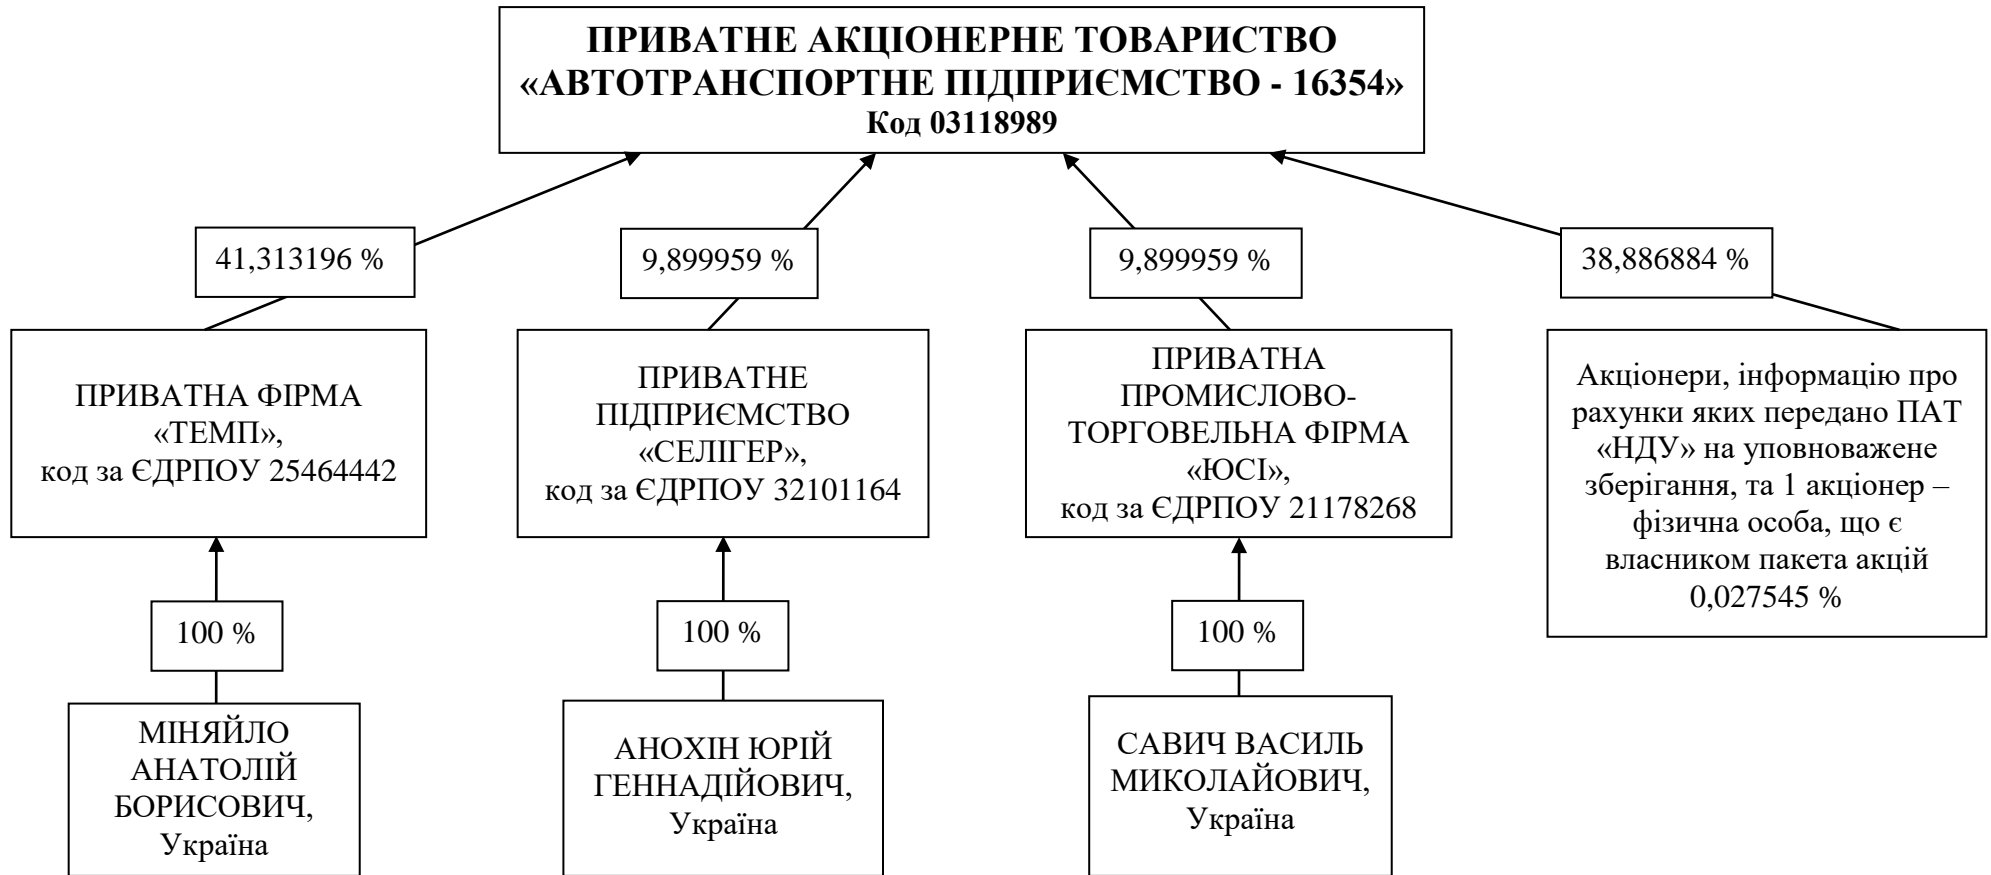 ПРИВАТНЕ АКЦІОНЕРНЕ ТОВАРИСТВО
«АВТОТРАНСПОРТНЕ ПІДПРИЄМСТВО - 16354»
Код 03118989
41,313196 %
9,899959 %
9,899959 %
38,886884 %
ПРИВАТНА ФІРМА
«ТЕМП»,
код за ЄДРПОУ 25464442
ПРИВАТНЕ
ПІДПРИЄМСТВО
«СЕЛІГЕР»,
код за ЄДРПОУ 32101164
ПРИВАТНА
ПРОМИСЛОВО-
ТОРГОВЕЛЬНА ФІРМА
«ЮСІ»,
код за ЄДРПОУ 21178268
Акціонери, інформацію про
рахунки яких передано ПАТ
«НДУ» на уповноважене
зберігання, та 1 акціонер –
фізична особа, що є
власником пакета акцій
0,027545 %
100 %
100 %
100 %
МІНЯЙЛО
АНАТОЛІЙ
БОРИСОВИЧ,
Україна
АНОХІН ЮРІЙ
ГЕННАДІЙОВИЧ,
Україна
САВИЧ ВАСИЛЬ
МИКОЛАЙОВИЧ,
Україна